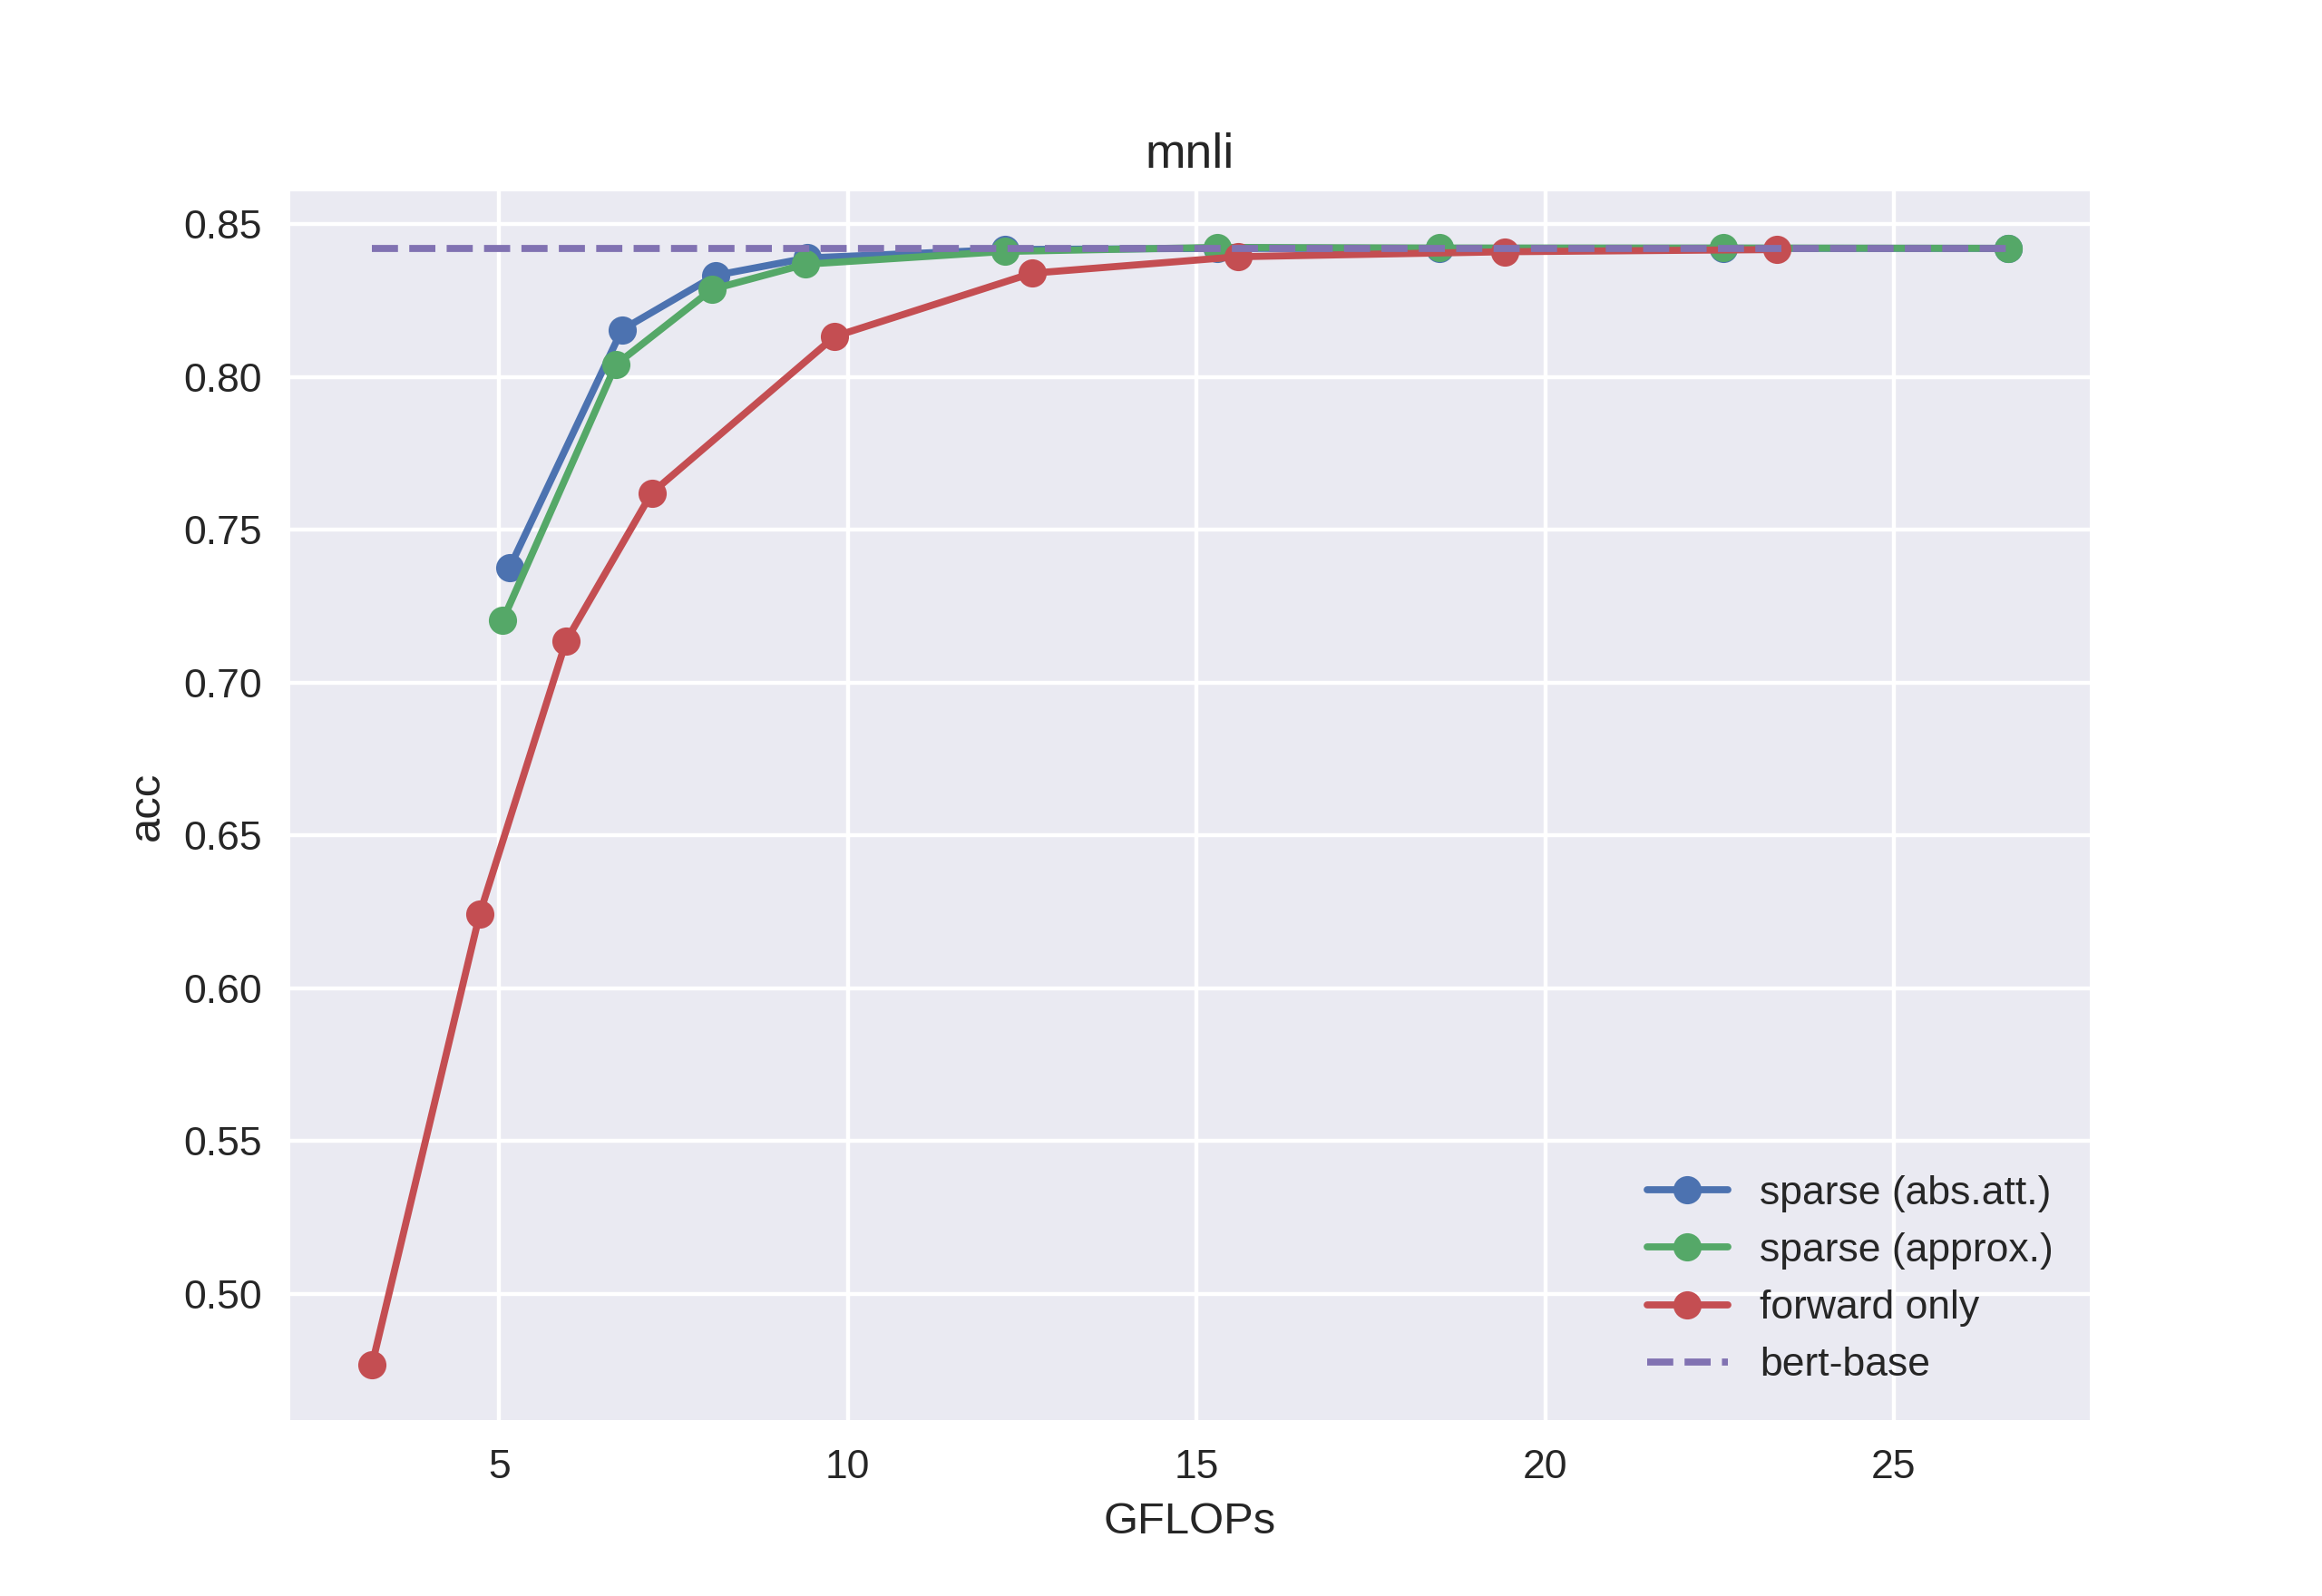 mnli
0.85
0.80
0.75
0.70
0.65
0.60
0.55
0.50
acc
sparse (abs.att.)
sparse (approx.)
forward only
bert-base
5 10 15 20 25
GFLOPs